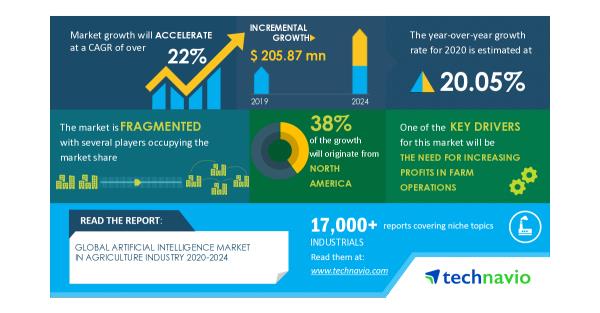 Market growth will ACCELERATE
at a CAGR of over
22%
INCREMENTAL
GROWTH
$ 205.87 mn
2019
2024
The year-over-year growth
rate for 2020 is estimated at
20.05%
The market is FRAGMENTED
with several players occupying the
market share
38%
of the growth
will originate from
NORTH
AMERICA
One of the KEY DRIVERS
for this market will be
THE NEED FOR INCREASING
PROFITS IN FARM
OPERATIONS
READ THE REPORT:
GLOBAL ARTIFICIAL INTELLIGENCE MARKET
IN AGRICULTURE INDUSTRY 2020-2024
17,000+ reports covering niche topics
INDUSTRIALS
Read them at:
www.technavio.com
technavio